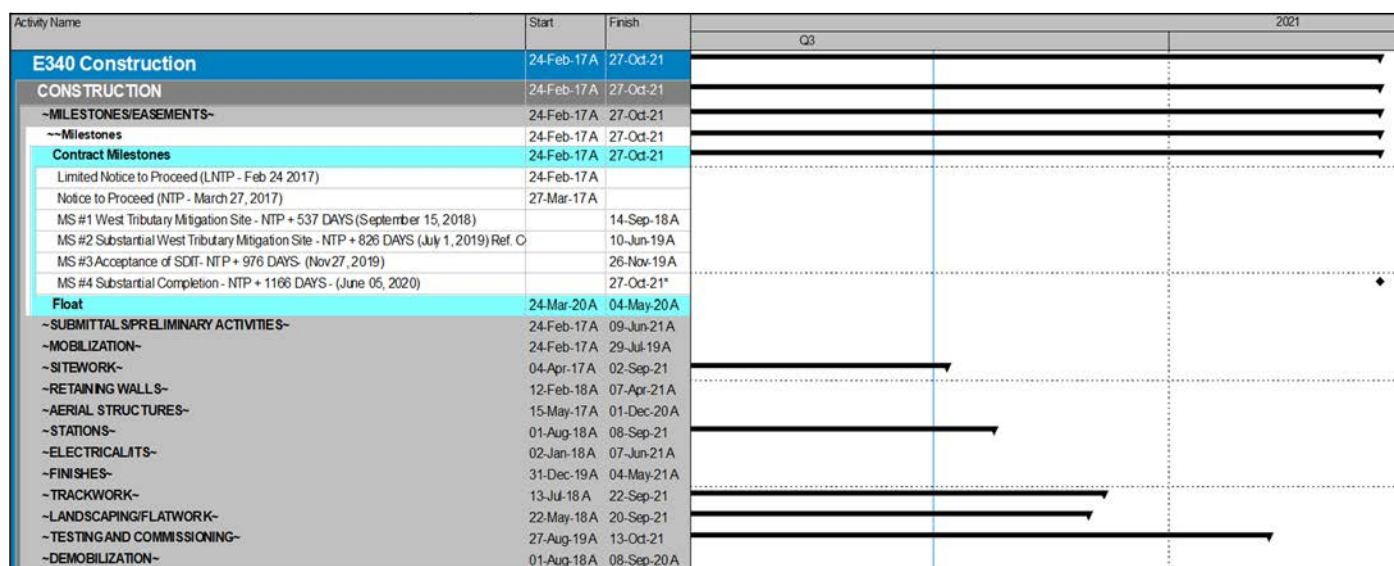 Activity Name Start Finish 2021
Q3
E340 Construction 24-Feb-17 A 27-Oct-21
CONSTRUCTION 24-Feb-17 A 27-Oct-21
~MILESTONES/EASEMENTS~ 24-Feb-17 A 27-Oct-21
~~Milestones 24-Feb-17 A 27-Oct-21
Contract Milestones 24-Feb-17 A 27-Oct-21
Limited Notice to Proceed (LNTP - Feb 24 2017) 24-Feb-17 A
Notice to Proceed (NTP - March 27, 2017) 27-Mar-17 A
MS #1 West Tributary Mitigation Site - NTP + 537 DAYS (September 15, 2018) 14-Sep-18 A
MS #2 Substantial West Tributary Mitigation Site - NTP + 826 DAYS (July 1, 2019) Ref. C 10-Jun-19 A
MS #3 Acceptance of SDIT- NTP + 976 DAYS- (Nov 27, 2019) 26-Nov-19 A
MS #4 Substantial Completion - NTP + 1166 DAYS - (June 05, 2020) 27-Oct-21*
Float 24-Mar-20 A 04-May-20 A
~SUBMITTALS/PRELIMINARY ACTIVITIES~ 24-Feb-17 A 09-Jun-21 A
~MOBILIZATION~ 24-Feb-17 A 29-Jul-19 A
~SITEWORK~ 04-Apr-17 A 02-Sep-21
~RETAINING WALLS~ 12-Feb-18 A 07-Apr-21 A
~AERIAL STRUCTURES~ 15-May-17 A 01-Dec-20 A
~STATIONS~ 01-Aug-18 A 08-Sep-21
~ELECTRICAL/ITS~ 02-Jan-18 A 07-Jun-21 A
~FINISHES~ 31-Dec-19 A 04-May-21 A
~TRACKWORK~ 13-Jul-18 A 22-Sep-21
~LANDSCAPING/FLATWORK~ 22-May-18 A 20-Sep-21
~TESTING AND COMMISSIONING~ 27-Aug-19 A 13-Oct-21
~DEMOBILIZATION~ 01-Aug-18 A 08-Sep-20 A